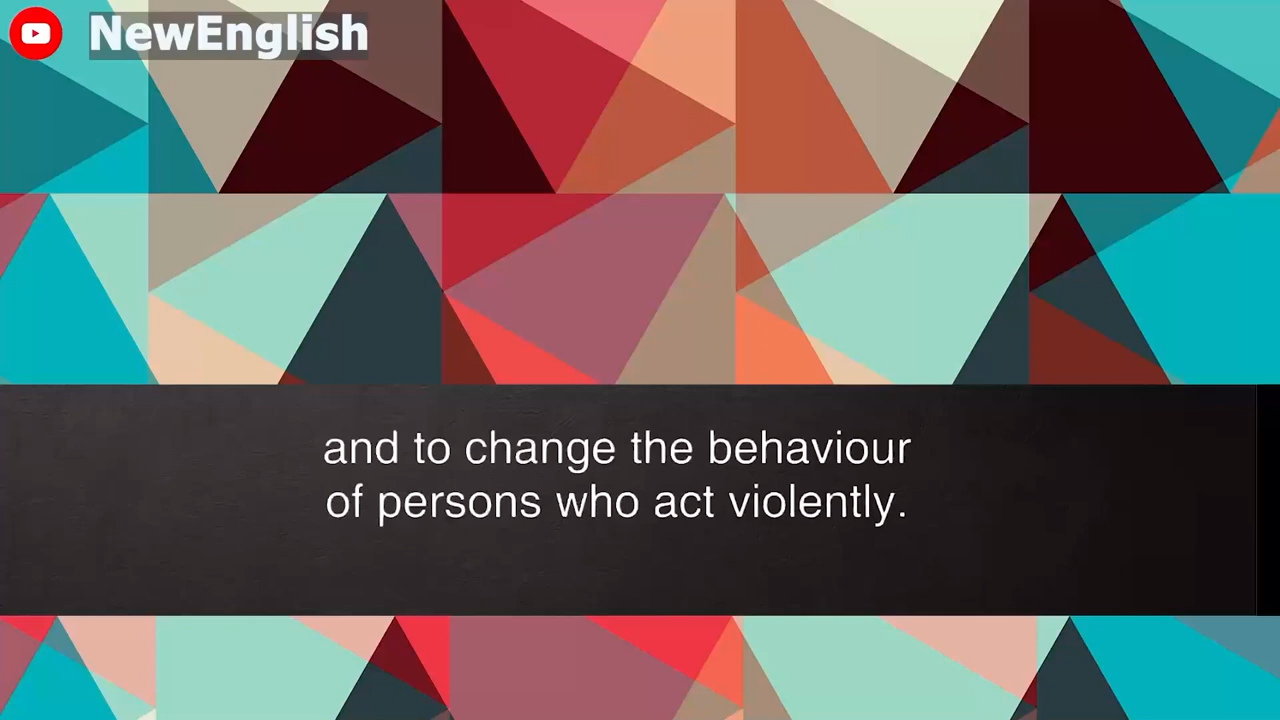 NewEnglish
and to change the behaviour
of persons who act violently.